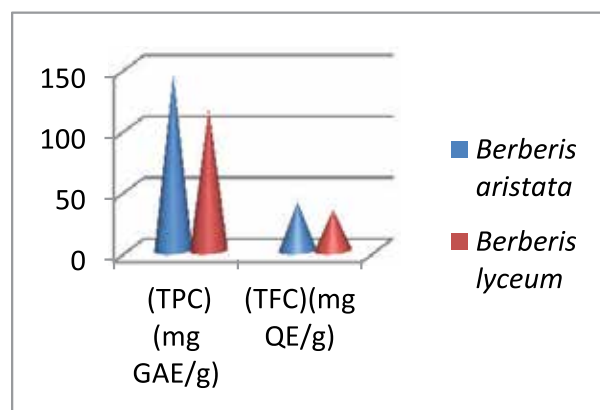 150
100
50
0
(TPC)
(mg
GAE/g)
(TFC)(mg
QE/g)
Berberis
aristata
Berberis
lyceum